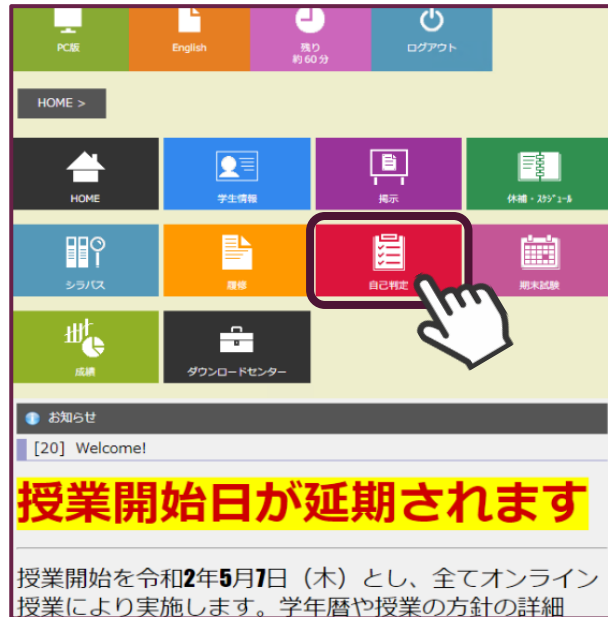 PC版
English
残り
約60分
ログアウト
HOME >
HOME
学生情報
掲示
休補・ｽｹｼﾞｭｰﾙ
シラバス
履修
自己判定
期末試験
成績
ダウンロードセンター
お知らせ
[20] Welcome!
授業開始日が延期されます
授業開始を令和2年5月7日（木）とし、全てオンライン
授業により実施します。学年暦や授業の方針の詳細